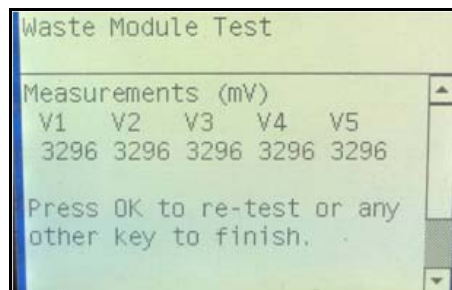 Waste Module Test
Measurements (mV)
V1 V2 V3 V4 V5
3296 3296 3296 3296 3296
Press OK to re-test or any
other key to finish.